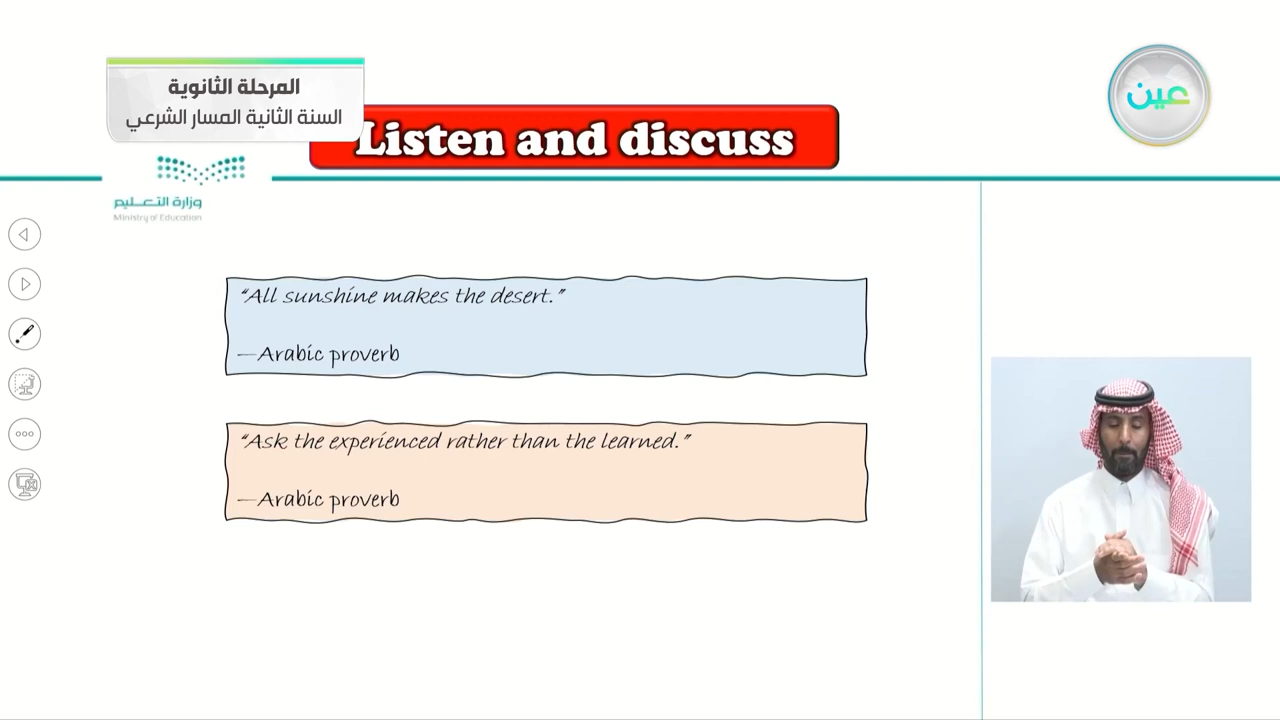 المرحلة الثانوية
السنة الثانية المسار الشرعي
عين
Listen and discuss
وزارة التعليم
Ministry of Education
“All sunshine makes the desert.”
—Arabic proverb
“Ask the experienced rather than the learned.”
—Arabic proverb